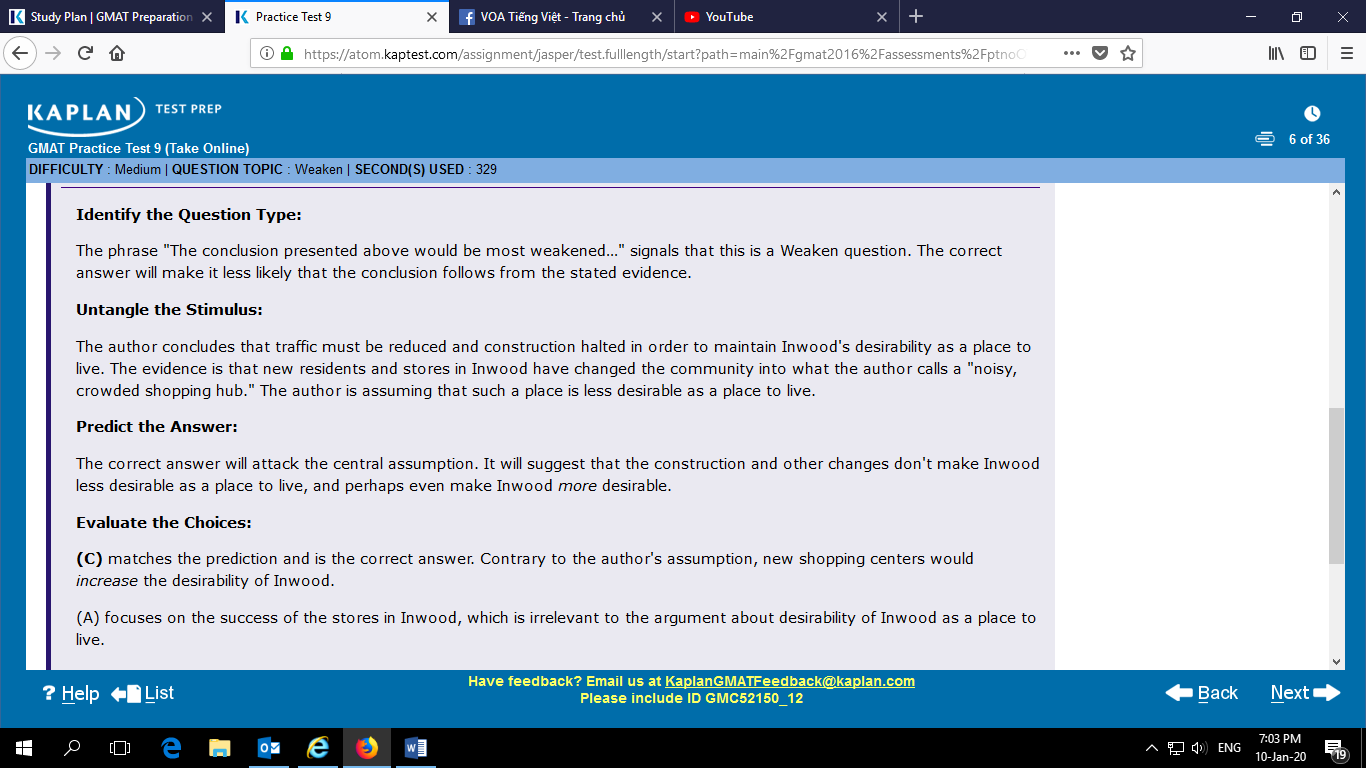 Study Plan | GMAT Preparation
Practice Test 9
VOA Tiếng Việt - Trang chủ
YouTube
https://atom.kaptest.com/assignment/jasper/test.fulllength/start?path=main%2Fgmat2016%2Fassessments%2Fptno
KAPLAN TEST PREP
GMAT Practice Test 9 (Take Online)
6 of 36
DIFFICULTY : Medium | QUESTION TOPIC : Weaken | SECOND(S) USED : 329
Identify the Question Type:
The phrase "The conclusion presented above would be most weakened..." signals that this is a Weaken question. The correct
answer will make it less likely that the conclusion follows from the stated evidence.
Untangle the Stimulus:
The author concludes that traffic must be reduced and construction halted in order to maintain Inwood's desirability as a place to
live. The evidence is that new residents and stores in Inwood have changed the community into what the author calls a "noisy,
crowded shopping hub." The author is assuming that such a place is less desirable as a place to live.
Predict the Answer:
The correct answer will attack the central assumption. It will suggest that the construction and other changes don't make Inwood
less desirable as a place to live, and perhaps even make Inwood more desirable.
Evaluate the Choices:
(C) matches the prediction and is the correct answer. Contrary to the author's assumption, new shopping centers would
increase the desirability of Inwood.
(A) focuses on the success of the stores in Inwood, which is irrelevant to the argument about desirability of Inwood as a place to
live.
? Help List
Have feedback? Email us at KaplanGMATFeedback@kaplan.com
Please include ID GMC52150_12
Back Next
ENG
7:03 PM
10-Jan-20
19